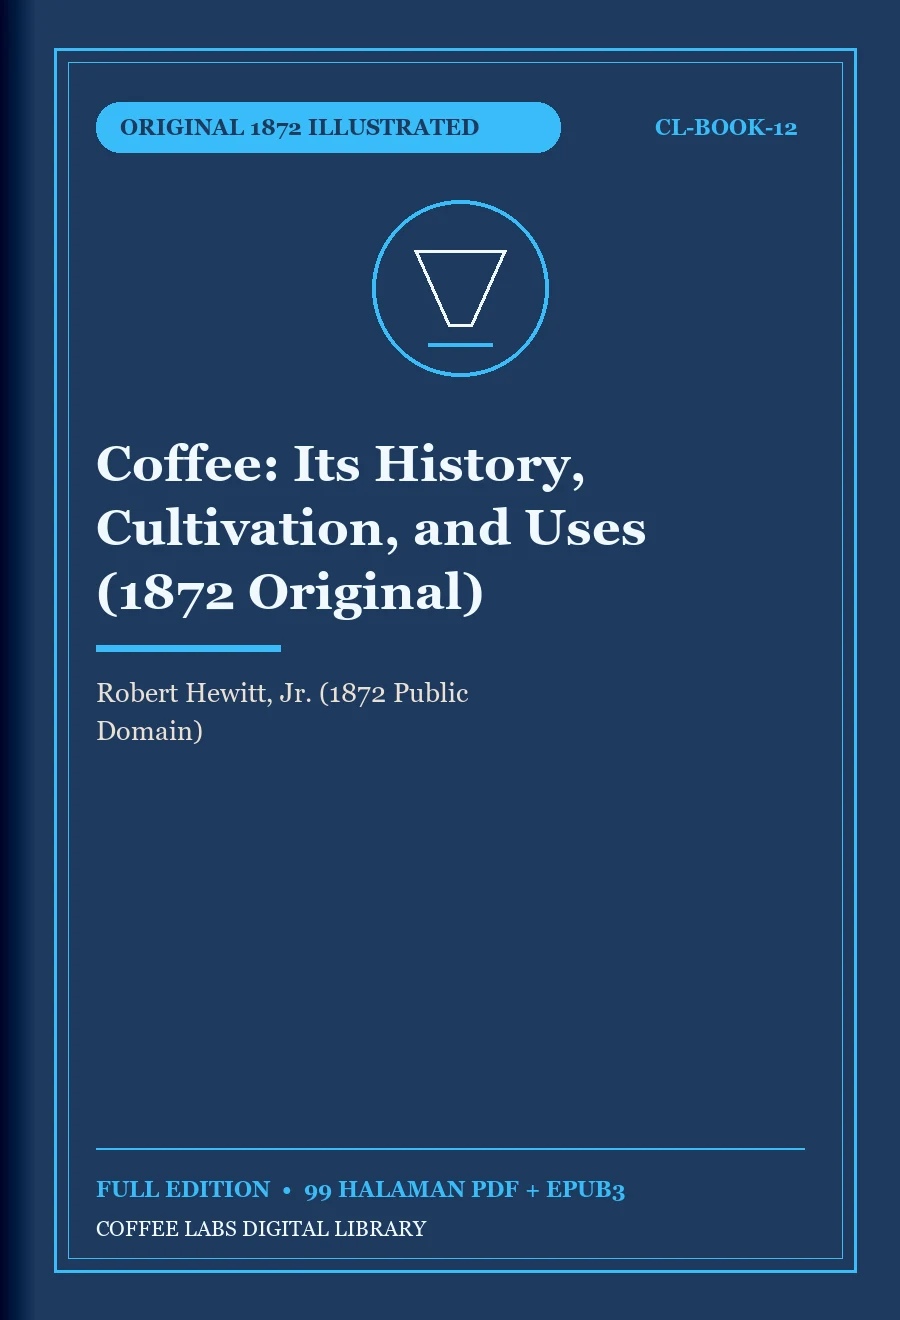 ORIGINAL 1872 ILLUSTRATED
CL-BOOK-12
Coffee: Its History,
Cultivation, and Uses
(1872 Original)
Robert Hewitt, Jr. (1872 Public
Domain)
FULL EDITION • 99 HALAMAN PDF + EPUB3
COFFEE LABS DIGITAL LIBRARY